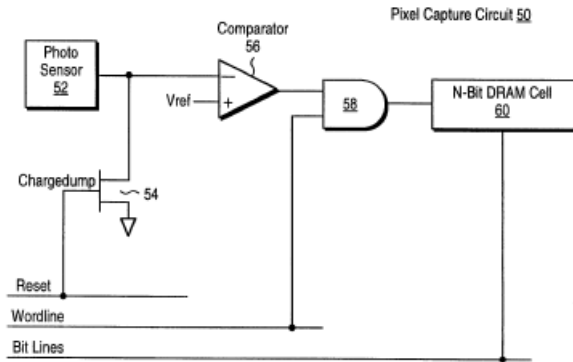 Pixel Capture Circuit 50
Comparator
56
Photo
Sensor
52
−
Vref
+
58
N-Bit DRAM Cell
60
Chargedump
54
Reset
Wordline
Bit Lines